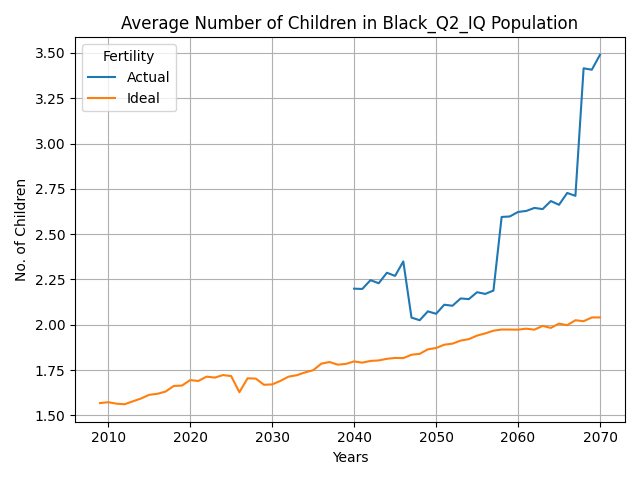 Average Number of Children in Black_Q2_IQ Population
Fertility
Actual
Ideal
3.50
3.25
3.00
2.75
2.50
2.25
2.00
1.75
1.50
No. of Children
2010 2020 2030 2040 2050 2060 2070
Years